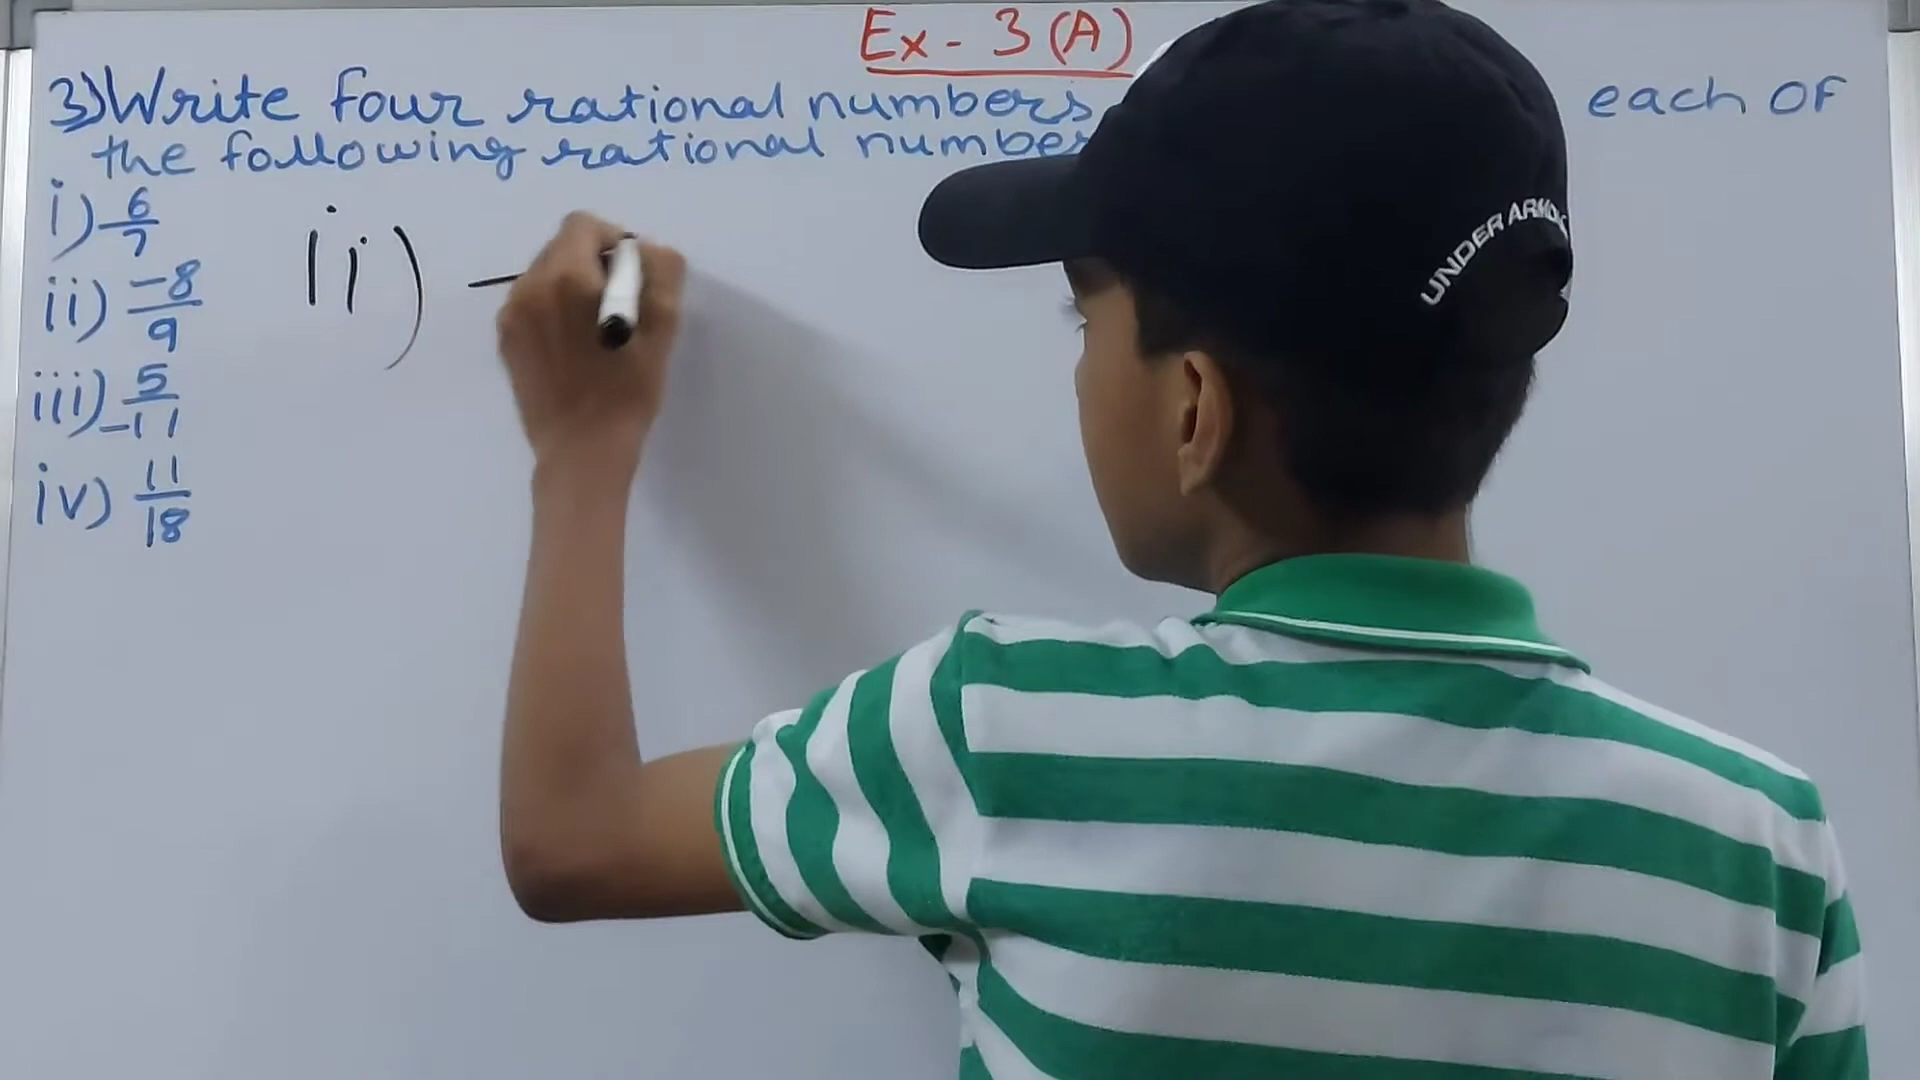 Ex - 3 (A)
3) Write four rational numbers each of
the following rational number
i) 6/7
ii) -8/9
iii) 5/-11
iv) 11/18
ii) -
UNDER ARMOUR